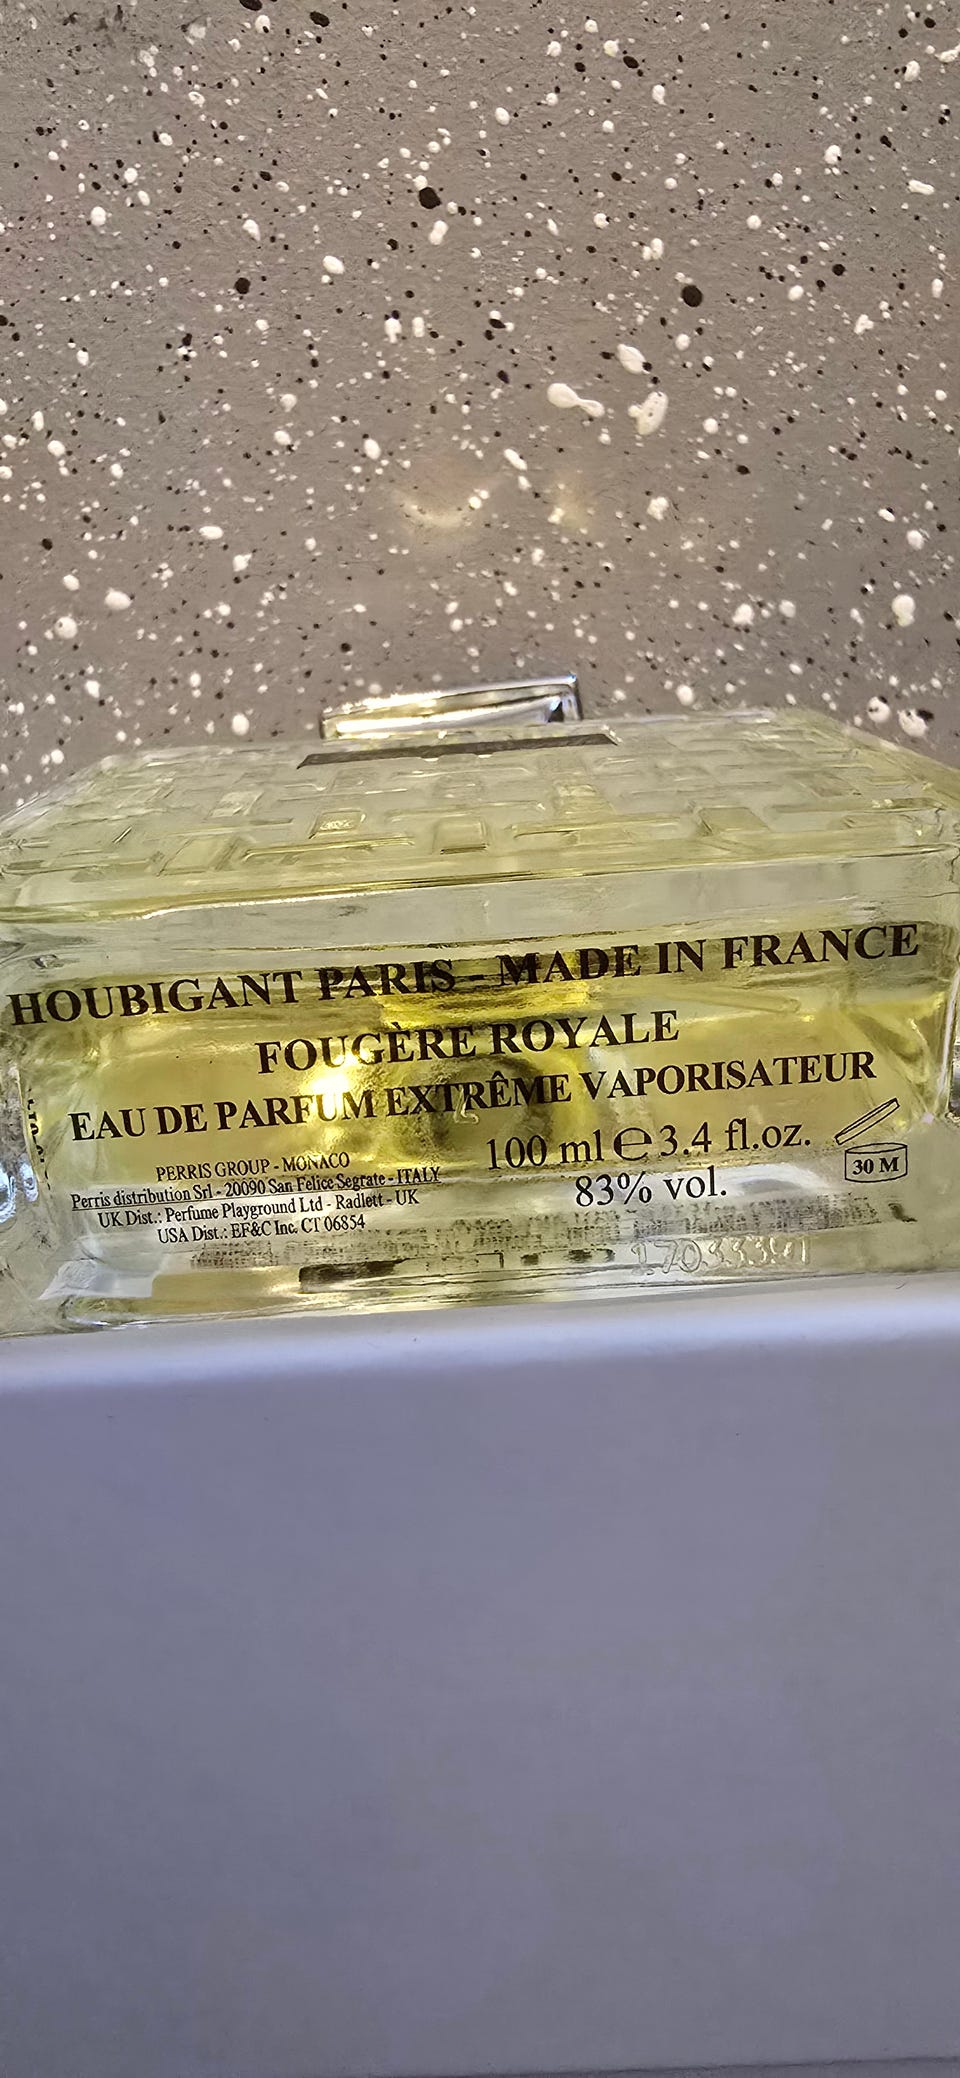 HOUBIGANT PARIS - MADE IN FRANCE
FOUGÈRE ROYALE
EAU DE PARFUM EXTRÊME VAPORISATEUR
100 ml ℮ 3.4 fl.oz.
83% vol.
30 M
PERRIS GROUP - MONACO
Perris distribution Srl - 20090 San Felice Segrate - ITALY
UK Dist.: Perfume Playground Ltd - Radlett - UK
USA Dist.: EF&C Inc. CT 06854